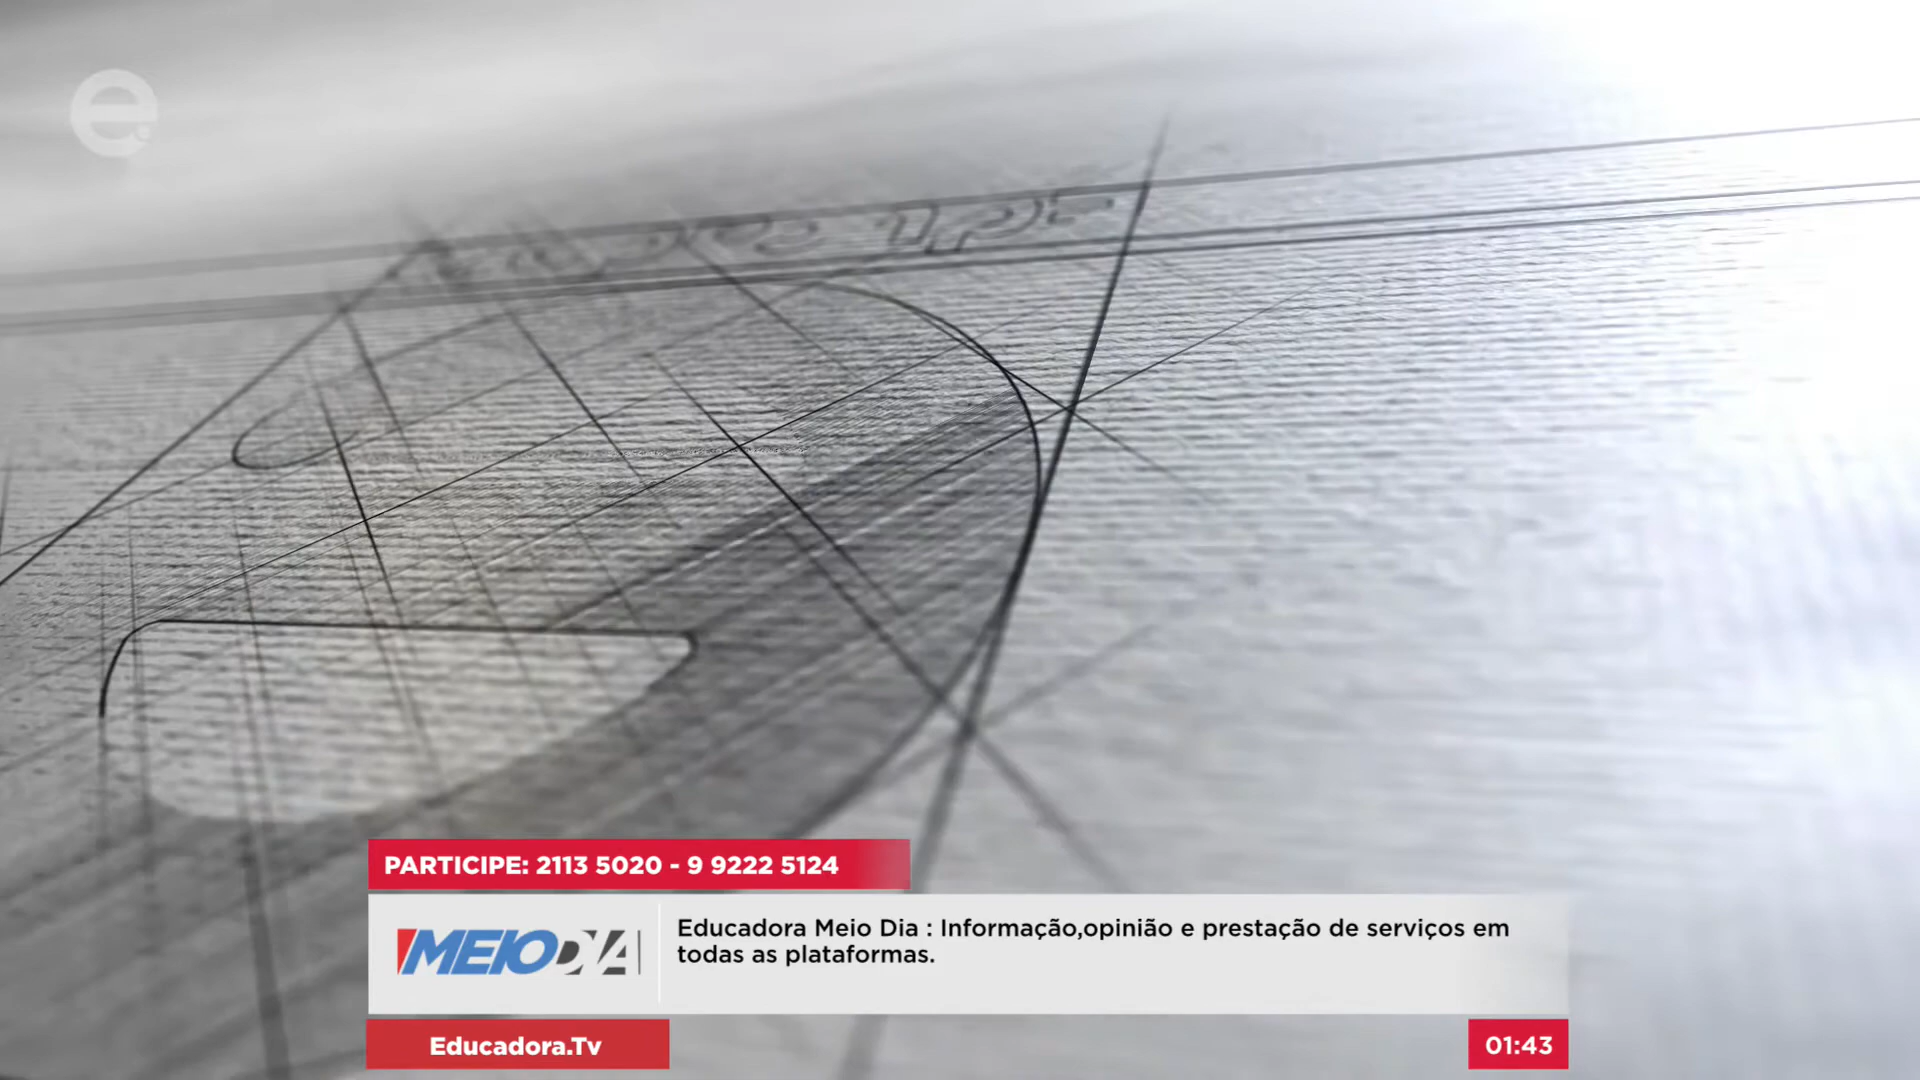 e
PARTICIPE: 2113 5020 - 9 9222 5124
MEIO DIA
Educadora Meio Dia : Informação,opinião e prestação de serviços em
todas as plataformas.
Educadora.Tv
01:43